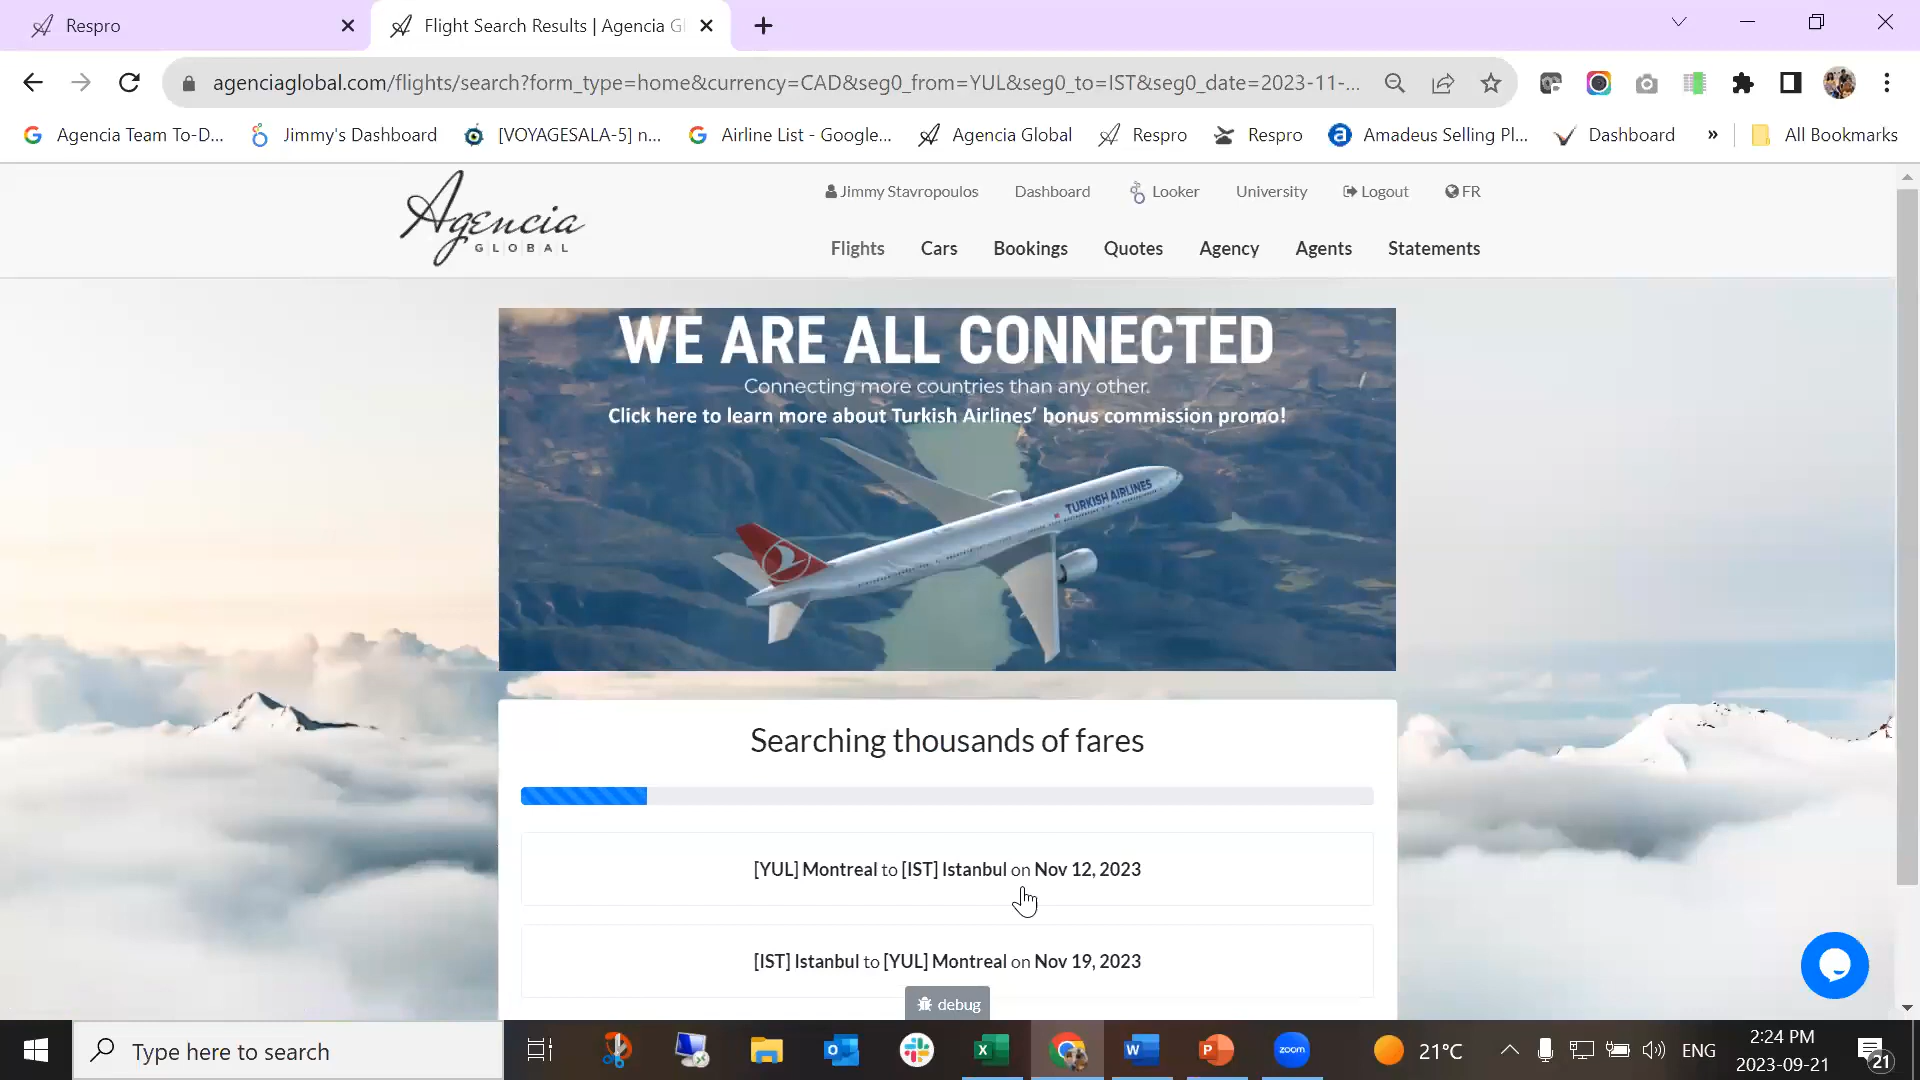 Respro
Flight Search Results | Agencia Gl
agenciaglobal.com/flights/search?form_type=home&currency=CAD&seg0_from=YUL&seg0_to=IST&seg0_date=2023-11-...
Agencia Team To-D...
Jimmy's Dashboard
[VOYAGESALA-5] n...
Airline List - Google...
Agencia Global
Respro
Respro
Amadeus Selling Pl...
Dashboard
»
All Bookmarks
Agencia
GLOBAL
Jimmy Stavropoulos
Dashboard
Looker
University
Logout
FR
Flights
Cars
Bookings
Quotes
Agency
Agents
Statements
WE ARE ALL CONNECTED
Connecting more countries than any other.
Click here to learn more about Turkish Airlines' bonus commission promo!
TURKISH AIRLINES
Searching thousands of fares
[YUL] Montreal to [IST] Istanbul on Nov 12, 2023
[IST] Istanbul to [YUL] Montreal on Nov 19, 2023
debug
Type here to search
zoom
21°C
ENG
2:24 PM
2023-09-21
21